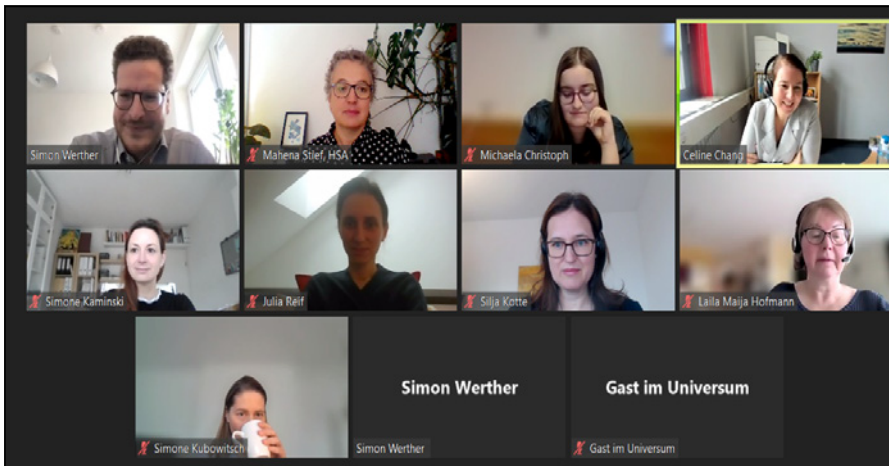 Simon Werther
Mahena Stief, HSA
Michaela Christoph
Celine Chang
Simone Kaminski
Julia Reif
Silja Kotte
Laila Maija Hofmann
Simone Kubowitsch
Simon Werther
Simon Werther
Gast im Universum
Gast im Universum